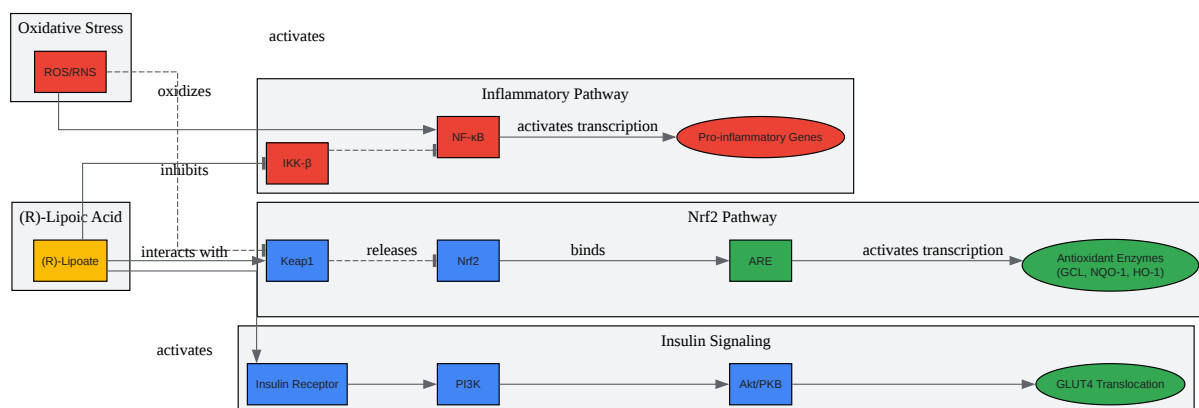 Oxidative Stress
ROS/RNS
activates
oxidizes
Inflammatory Pathway
IKK-β
NF-κB
activates transcription
Pro-inflammatory Genes
inhibits
(R)-Lipoic Acid
(R)-Lipoate
interacts with
Nrf2 Pathway
Keap1
releases
Nrf2
binds
ARE
activates transcription
Antioxidant Enzymes
(GCL, NQO-1, HO-1)
activates
Insulin Signaling
Insulin Receptor
PI3K
Akt/PKB
GLUT4 Translocation